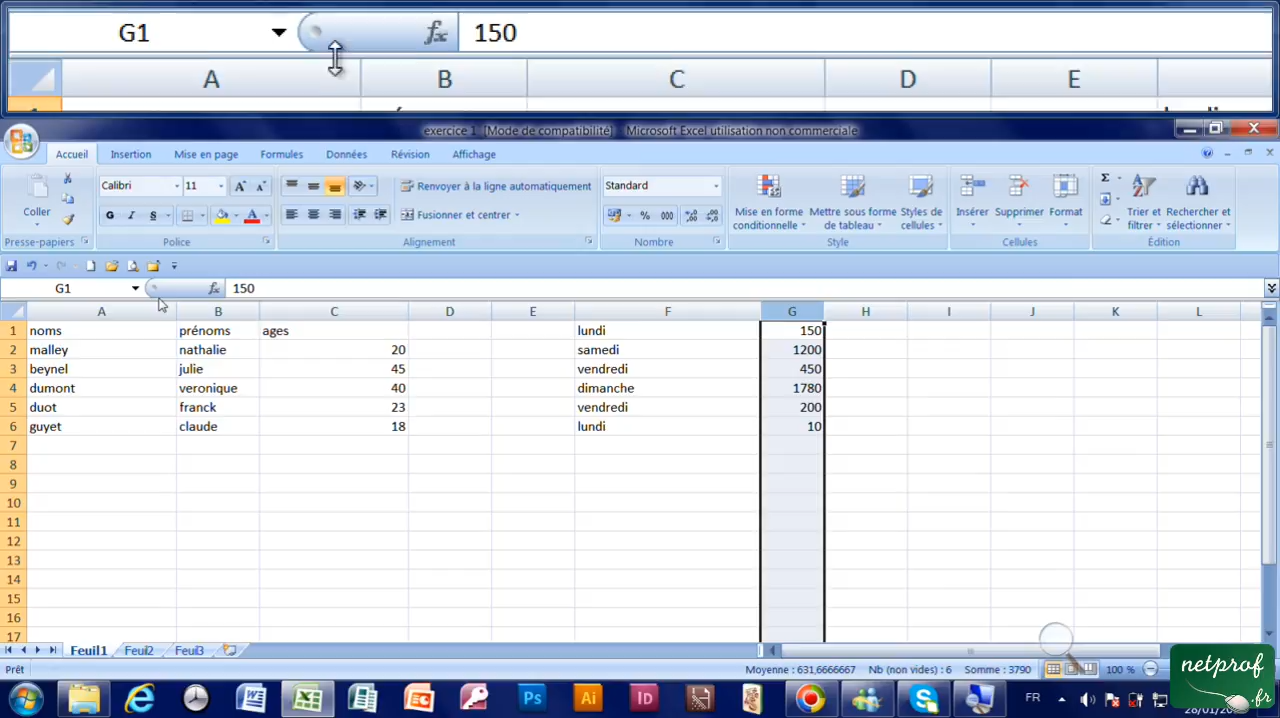 G1 fx 150
A B C D E
exercice 1 [Mode de compatibilité] - Microsoft Excel utilisation non commerciale
Accueil Insertion Mise en page Formules Données Révision Affichage
Calibri 11 Renvoyer à la ligne automatiquement Standard
Coller G I S Fusionner et centrer % 000 Mise en forme conditionnelle Mettre sous forme de tableau Styles de cellules Insérer Supprimer Format Trier et filtrer Rechercher et sélectionner
Presse-papiers Police Alignement Nombre Style Cellules Édition
G1 fx 150
A B C D E F G H I J K L
1 noms prénoms ages lundi 150
2 malley nathalie 20 samedi 1200
3 beynel julie 45 vendredi 450
4 dumont veronique 40 dimanche 1780
5 duot franck 23 vendredi 200
6 guyet claude 18 lundi 10
7
8
9
10
11
12
13
14
15
16
17
Feuil1 Feuil2 Feuil3
Prêt Moyenne : 631,6666667 Nb (non vides) : 6 Somme : 3790 100 %
Ps Ai ID FR
netprof
.fr